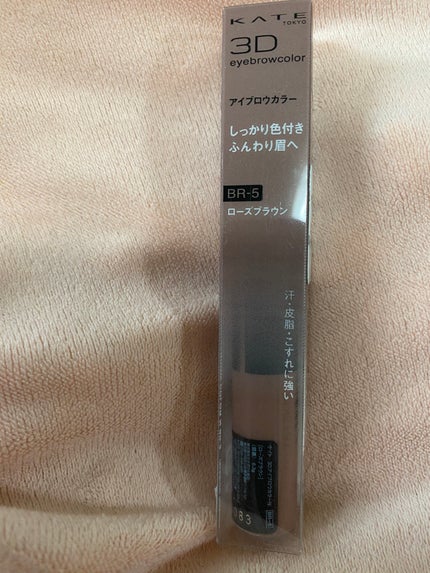 KATE
TOKYO
3D
eyebrowcolor
アイブロウカラー
しっかり色付き
ふんわり眉へ
BR-5
ローズブラウン
汗・皮脂・こすれに強い